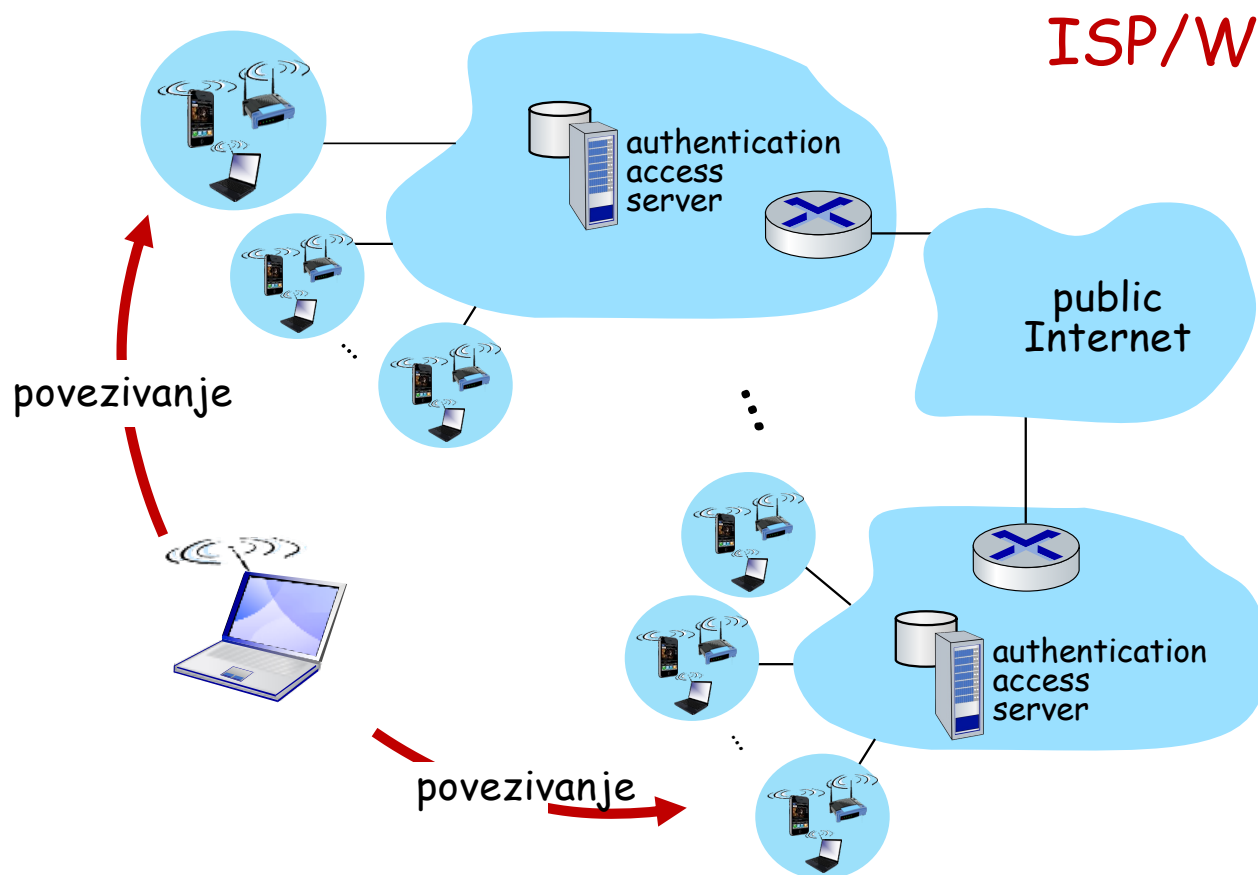 ISP/W
authentication
access
server
public
Internet
povezivanje
authentication
access
server
povezivanje